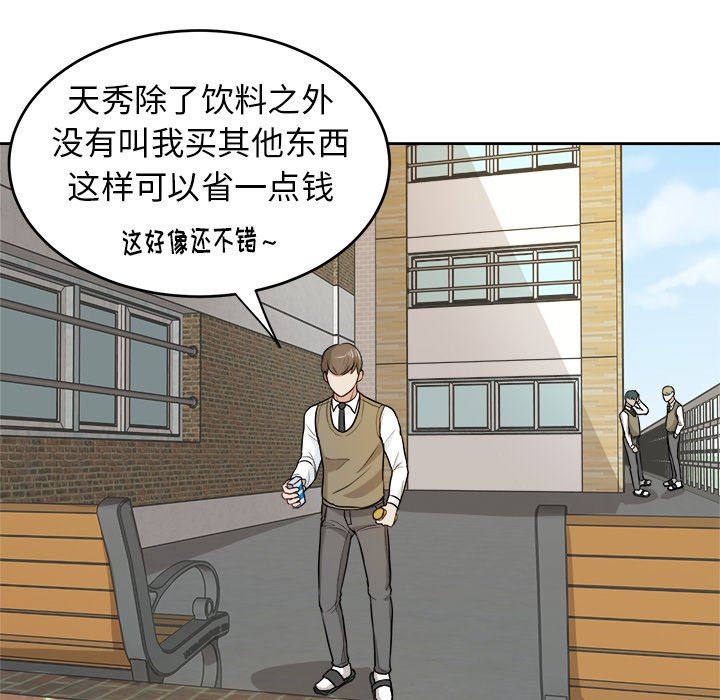 天秀除了饮料之外
没有叫我买其他东西
这样可以省一点钱
这好像还不错~